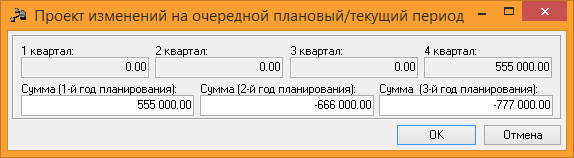 Проект изменений на очередной плановый/текущий период
1 квартал: 2 квартал: 3 квартал: 4 квартал:
0.00 0.00 0.00 555 000.00
Сумма (1-й год планирования): Сумма (2-й год планирования): Сумма (3-й год планирования):
555 000.00 -666 000.00 -777 000.00
OK Отмена